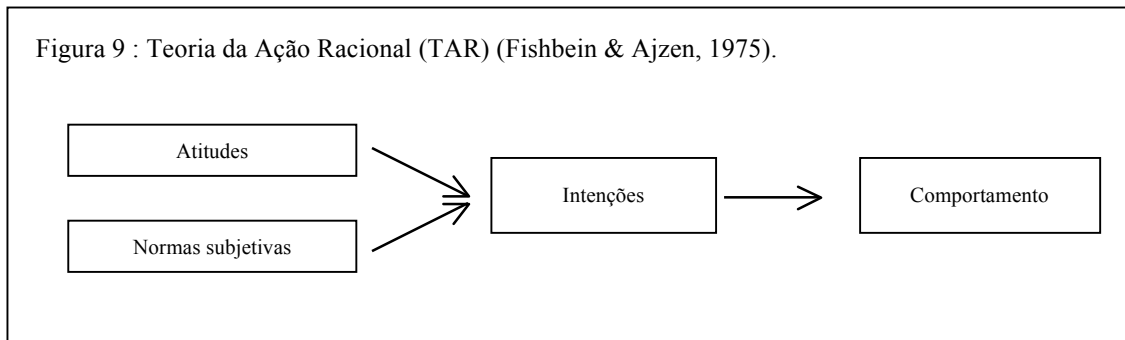 Figura 9 : Teoria da Ação Racional (TAR) (Fishbein & Ajzen, 1975).
Atitudes
Normas subjetivas
Intenções
Comportamento